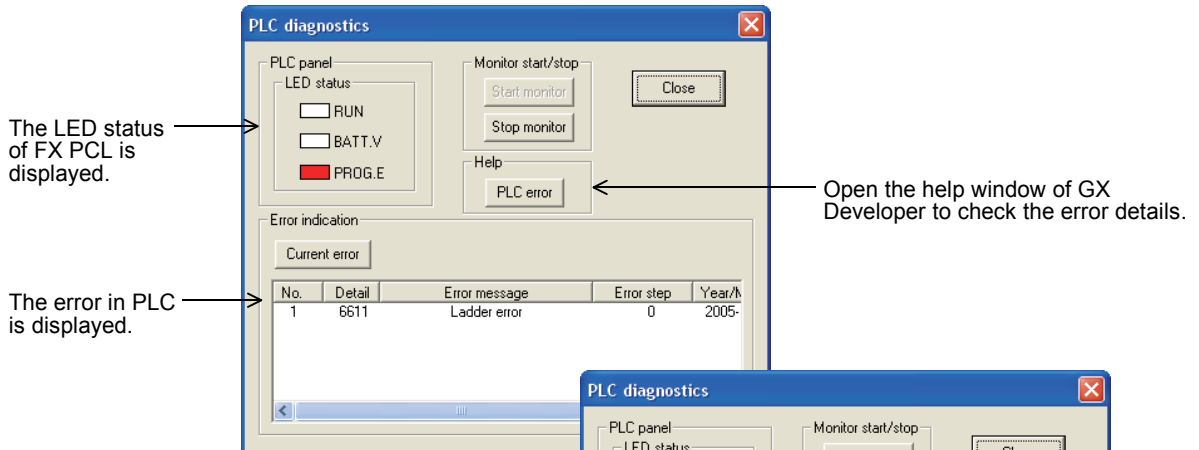 PLC diagnostics
PLC panel
LED status
RUN
BATT.V
PROG.E
Monitor start/stop
Start monitor
Stop monitor
Close
Help
PLC error
The LED status
of FX PCL is
displayed.
Open the help window of GX
Developer to check the error details.
Error indication
Current error
The error in PLC
is displayed.
No. Detail Error message Error step Year/
1 6611 Ladder error 0 2005-
PLC diagnostics
PLC panel
LED status
Monitor start/stop